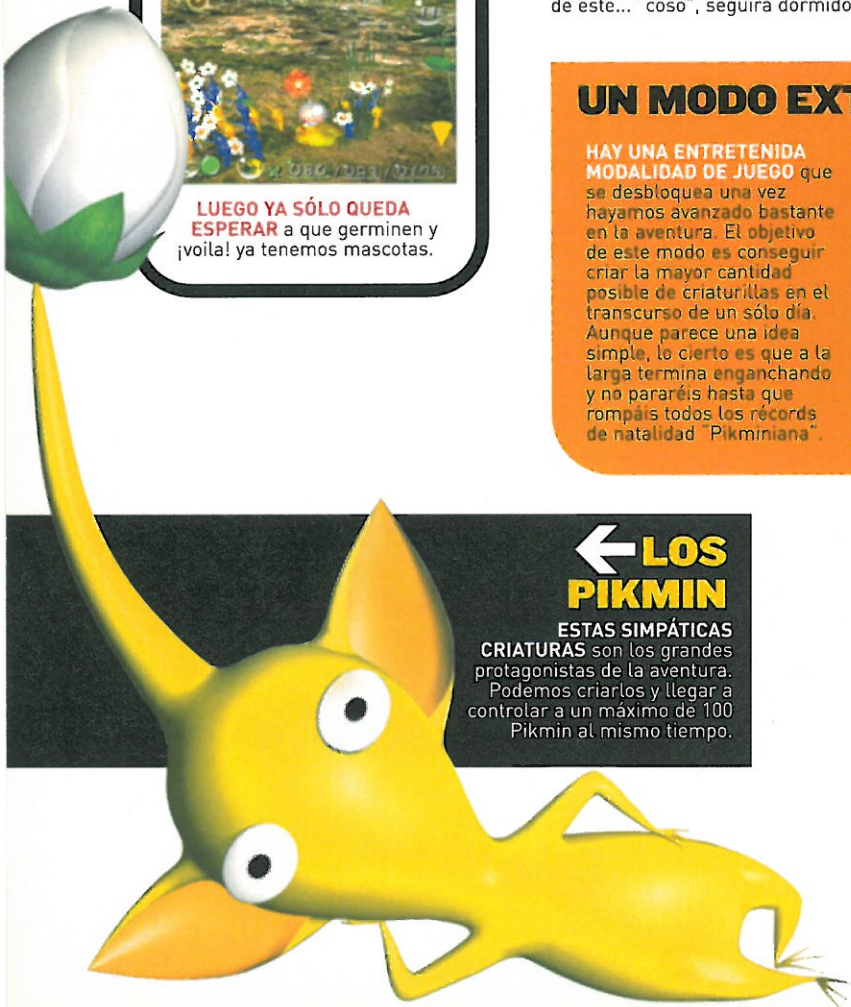 de este... "coso", seguirá dormido
LUEGO YA SÓLO QUEDA
ESPERAR a que germinen y
¡voila! ya tenemos mascotas.
UN MODO EXT
HAY UNA ENTRETENIDA
MODALIDAD DE JUEGO que
se desbloquea una vez
hayamos avanzado bastante
en la aventura. El objetivo
de este modo es conseguir
criar la mayor cantidad
posible de criaturillas en el
transcurso de un sólo día.
Aunque parece una idea
simple, lo cierto es que a la
larga termina enganchando
y no pararéis hasta que
rompáis todos los récords
de natalidad "Pikminiana".
LOS
PIKMIN
ESTAS SIMPÁTICAS
CRIATURAS son los grandes
protagonistas de la aventura.
Podemos criarlos y llegar a
controlar a un máximo de 100
Pikmin al mismo tiempo.